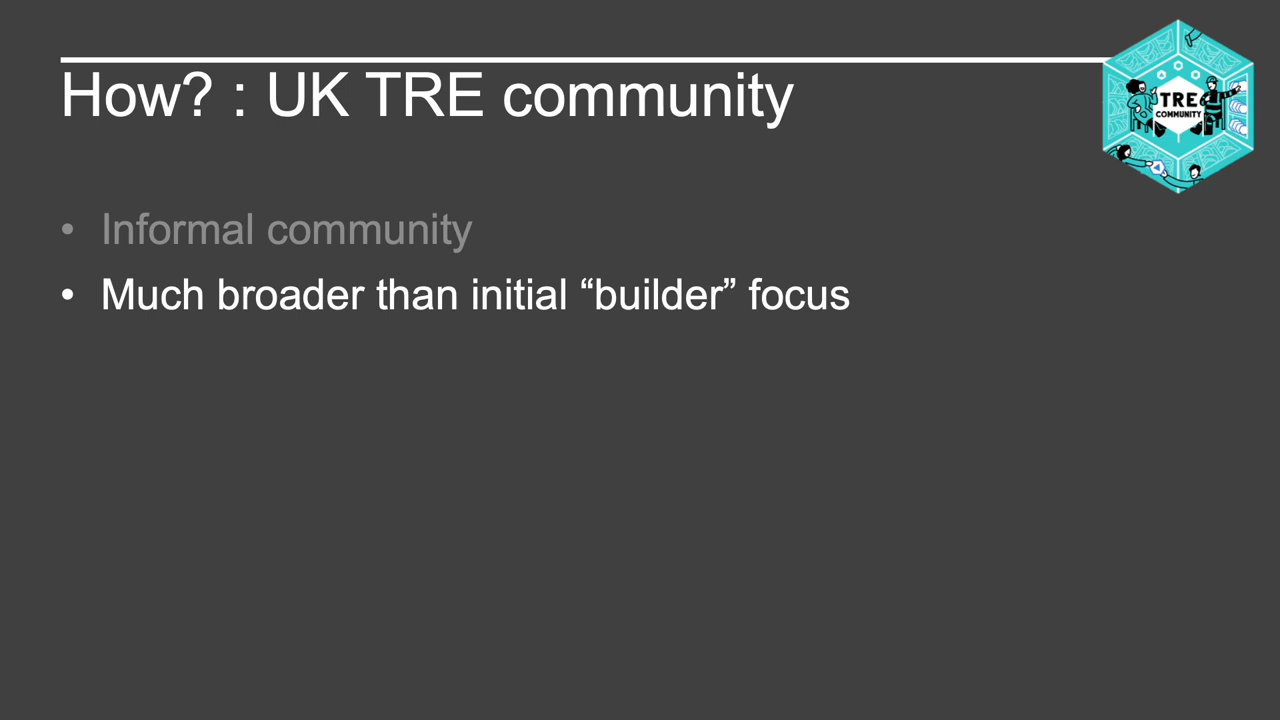 How? : UK TRE community
TRE
COMMUNITY
• Informal community
• Much broader than initial “builder” focus